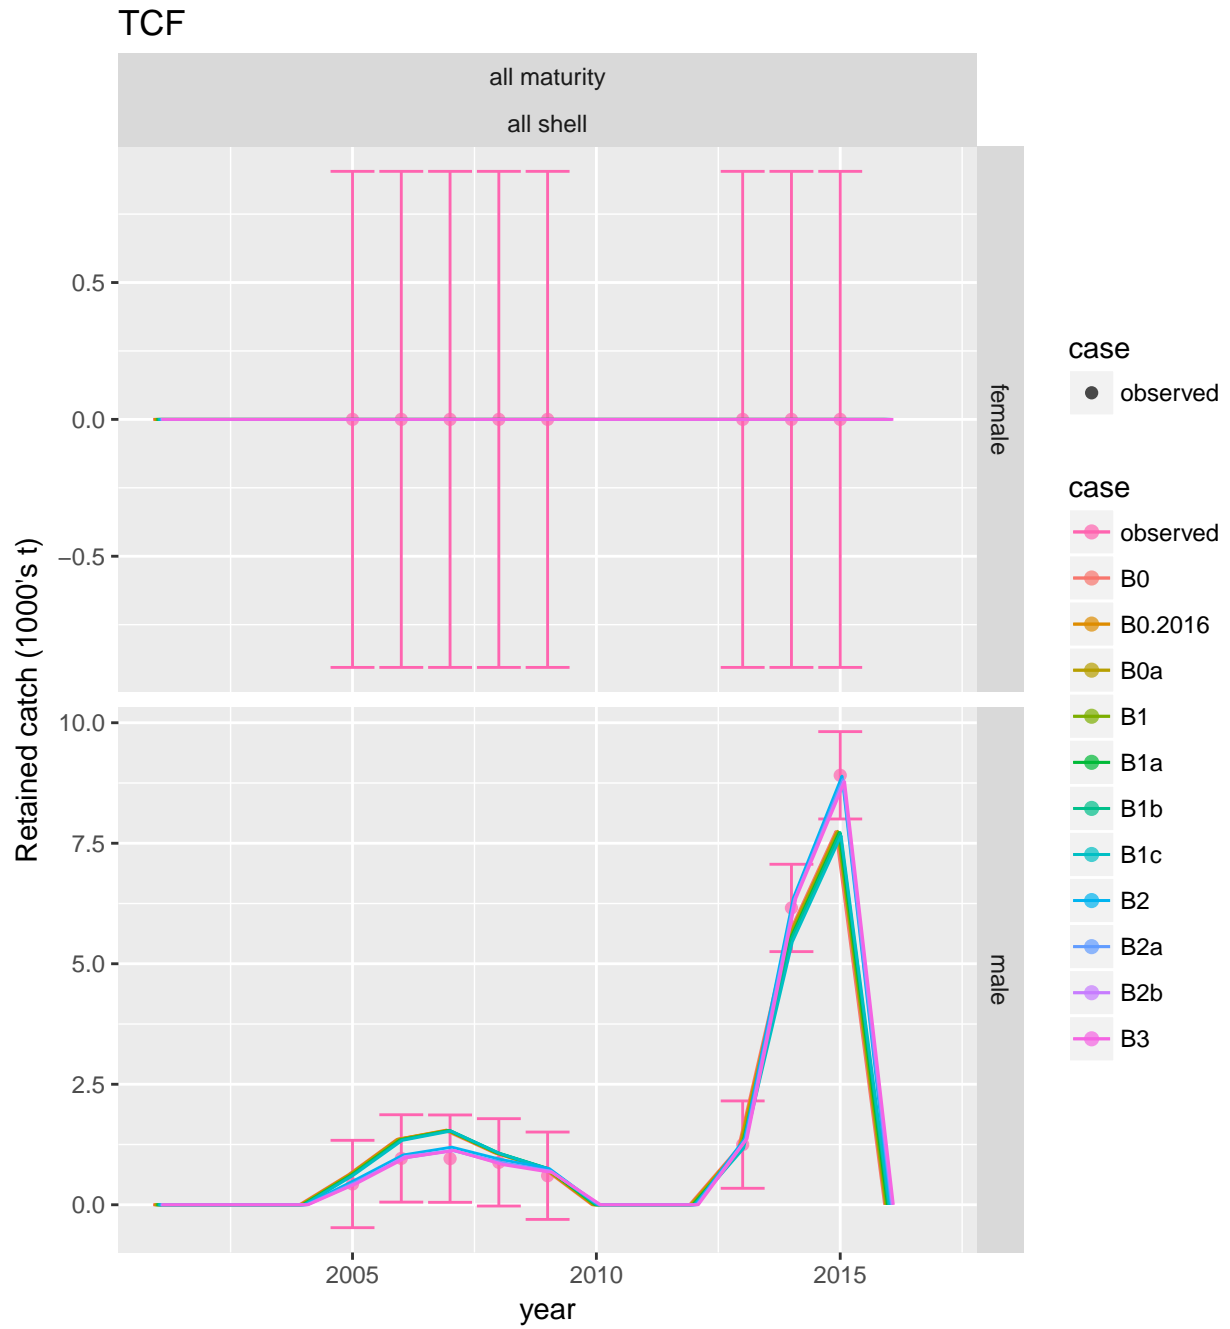 TCF
all maturity
all shell
0.5
0.0
−0.5
female
10.0
7.5
5.0
2.5
0.0
male
Retained catch (1000's t)
2005
2010
2015
year
case
observed
case
observed
B0
B0.2016
B0a
B1
B1a
B1b
B1c
B2
B2a
B2b
B3